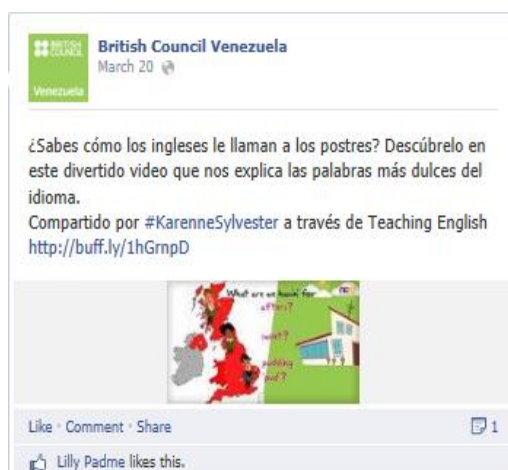 BRITISH
COUNCIL
Venezuela
British Council Venezuela
March 20
¿Sabes cómo los ingleses le llaman a los postres? Descúbrelo en
este divertido video que nos explica las palabras más dulces del
idioma.
Compartido por #KarenneSylvester a través de Teaching English
http://buff.ly/1hGrnpD
What are we having for
afters?
sweet?
pudding
pud?
Like · Comment · Share
1
Lilly Padme likes this.